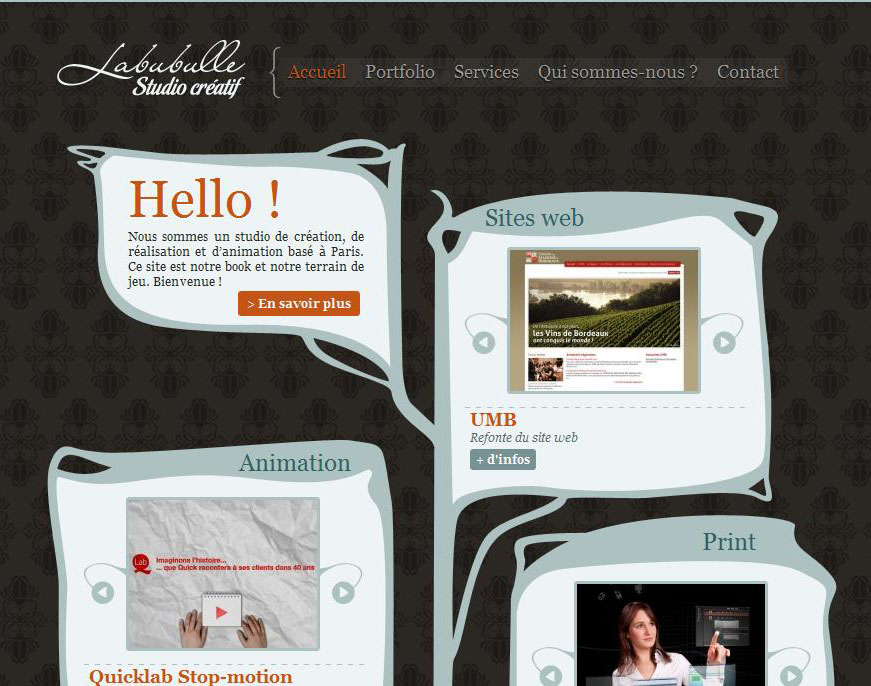 Labubulle
Studio créatif
Accueil Portfolio Services Qui sommes-nous ? Contact
Hello !
Nous sommes un studio de création, de
réalisation et d'animation basé à Paris.
Ce site est notre book et notre terrain de
jeu. Bienvenue !
> En savoir plus
Sites web
les Vins de Bordeaux
ont conquis le monde !
UMB
Refonte du site web
+ d'infos
Animation
Lab
Imaginons l'histoire...
... que Quick racontera à ses clients dans 40 ans
Quicklab Stop-motion
Print